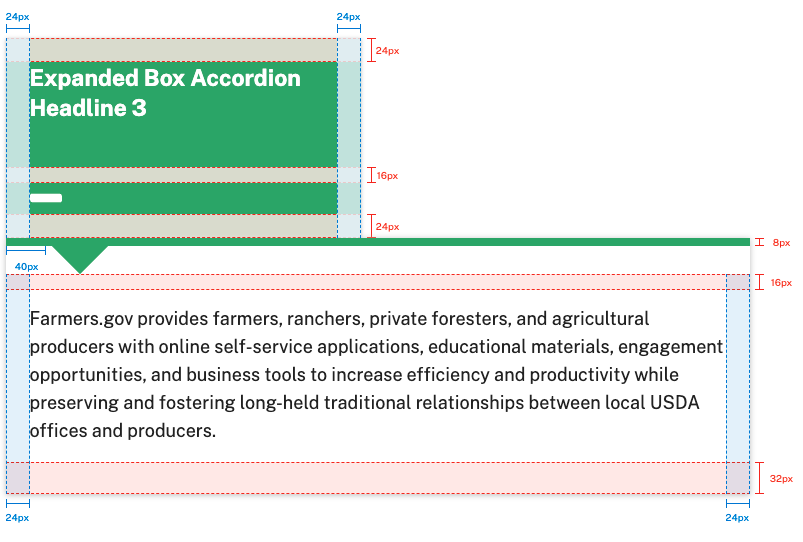 24px 24px
24px
Expanded Box Accordion
Headline 3
16px
24px
8px
40px
16px
Farmers.gov provides farmers, ranchers, private foresters, and agricultural
producers with online self-service applications, educational materials, engagement
opportunities, and business tools to increase efficiency and productivity while
preserving and fostering long-held traditional relationships between local USDA
offices and producers.
32px
24px 24px